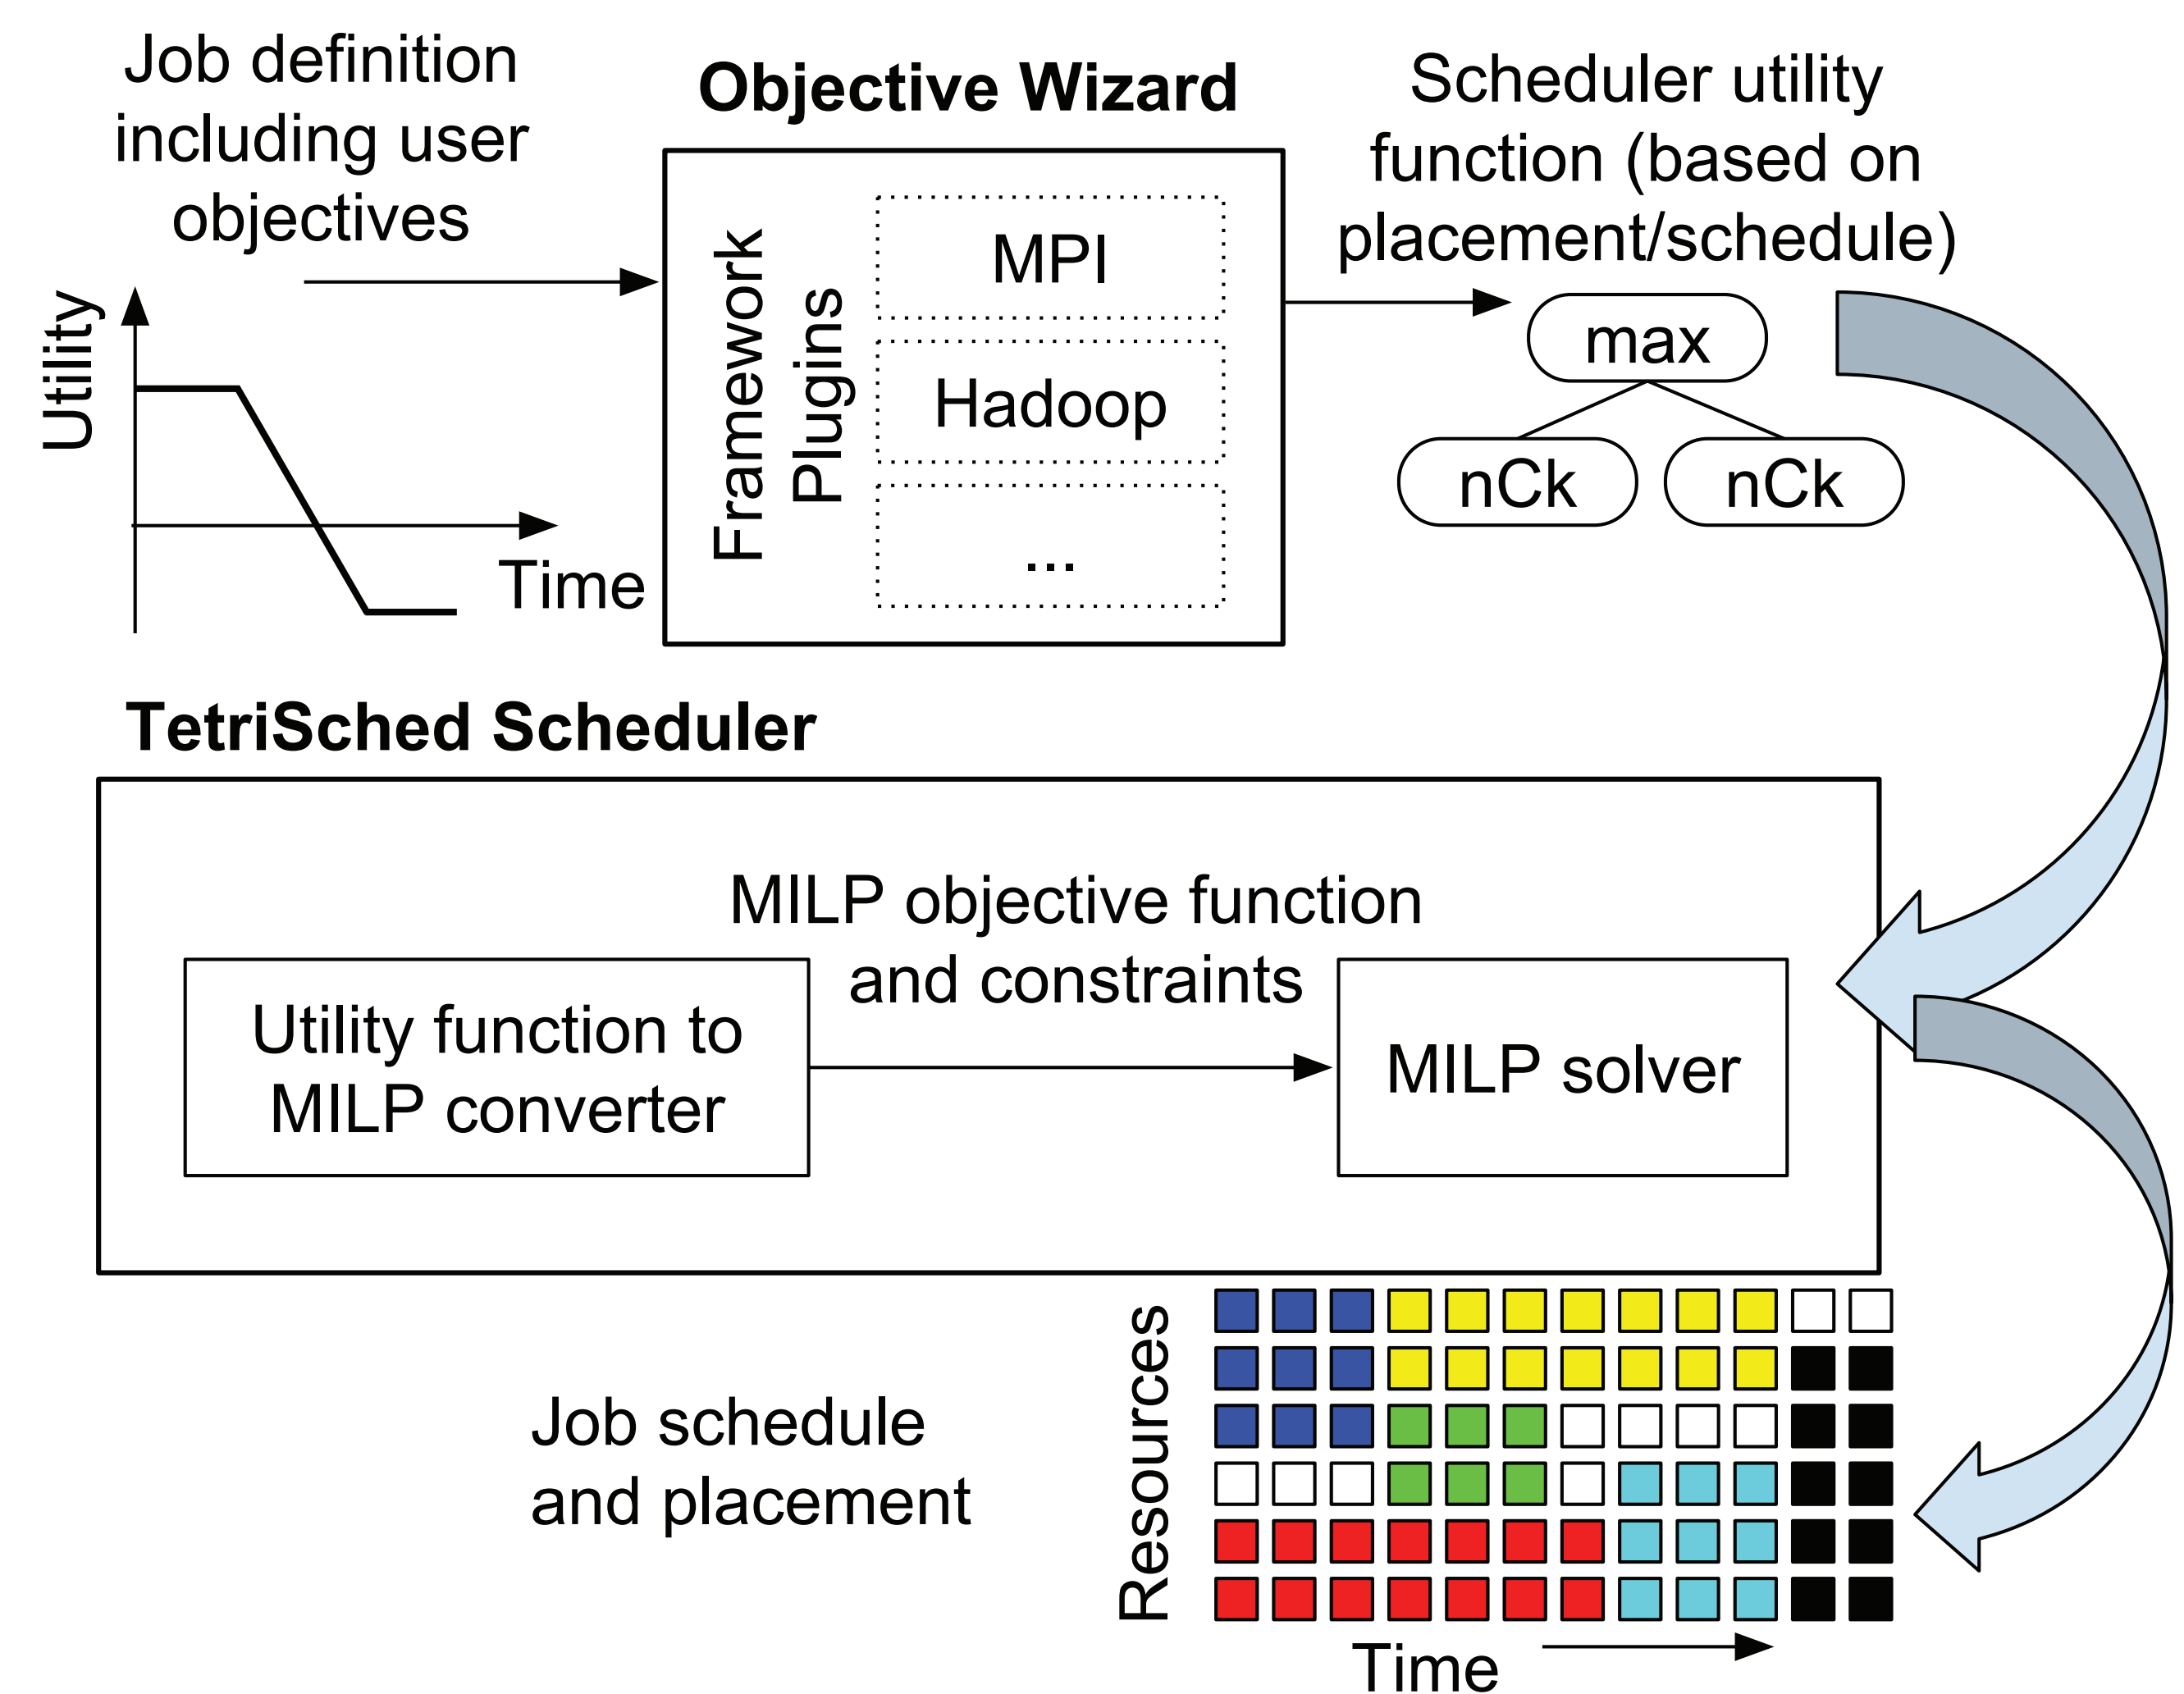 Job definition
including user
objectives
Objective Wizard
Scheduler utility
function (based on
placement/schedule)
Utility
Time
Framework
Plugins
MPI
Hadoop
...
max
nCk
nCk
TetriSched Scheduler
MILP objective function
and constraints
Utility function to
MILP converter
MILP solver
Job schedule
and placement
Resources
Time